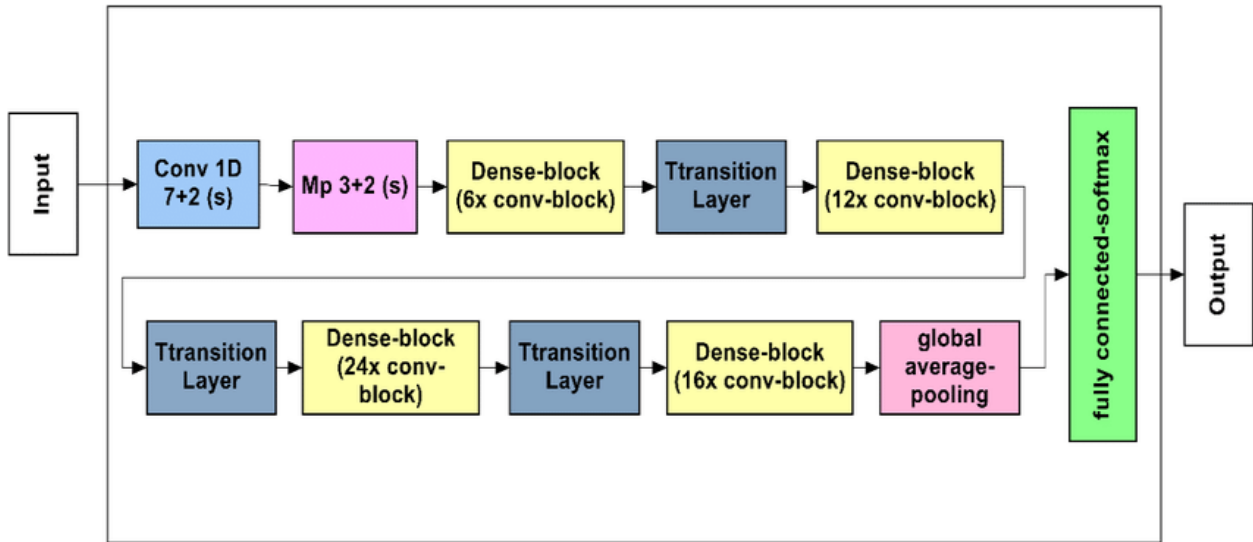 Input
Conv 1D
7+2 (s)
Mp 3+2 (s)
Dense-block
(6x conv-block)
Ttransition
Layer
Dense-block
(12x conv-block)
Ttransition
Layer
Dense-block
(24x conv-
block)
Ttransition
Layer
Dense-block
(16x conv-block)
global
average-
pooling
fully connected-softmax
Output